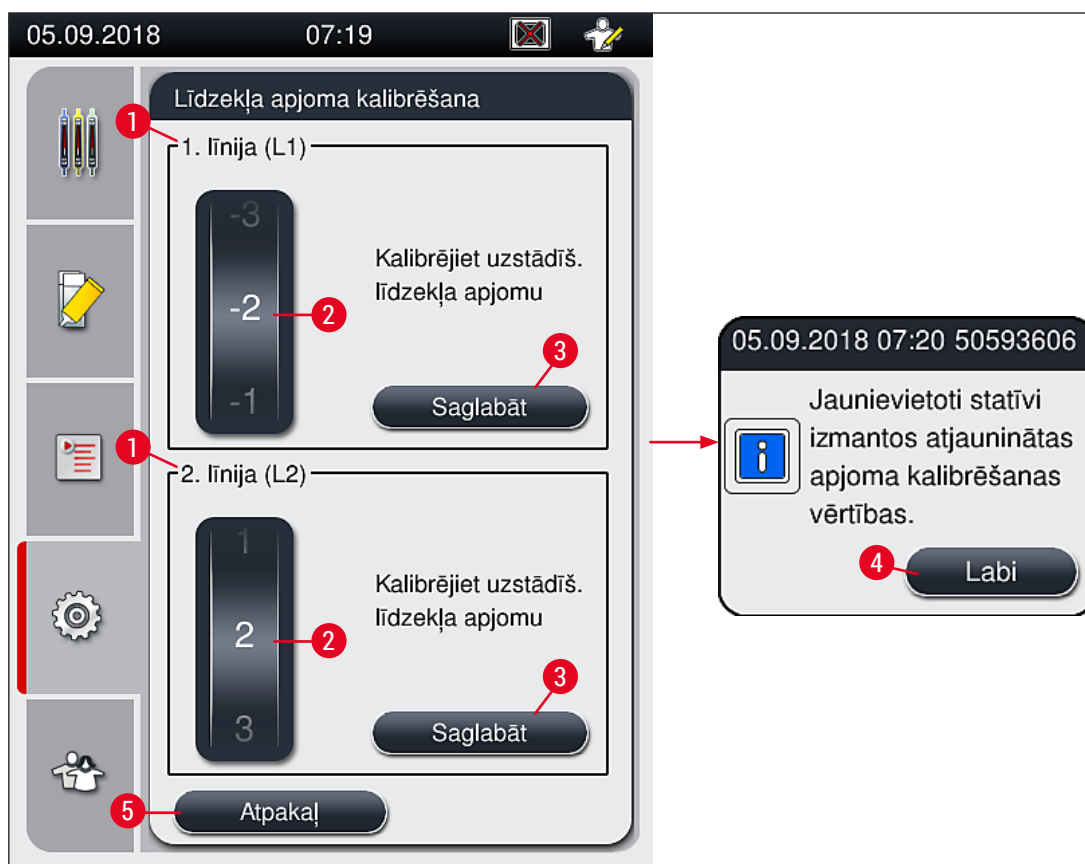 05.09.2018 07:19
Līdzekļa apjoma kalibrēšana
1
1. līnija (L1)
-3
-2
-1
2
Kalibrējiet uzstādīš.
līdzekļa apjomu
3
Saglabāt
1
2. līnija (L2)
1
2
3
2
Kalibrējiet uzstādīš.
līdzekļa apjomu
3
Saglabāt
5
Atpakaļ
05.09.2018 07:20 50593606
i
Jaunievietoti statīvi
izmantos atjauninātas
apjoma kalibrēšanas
vērtības.
4
Labi